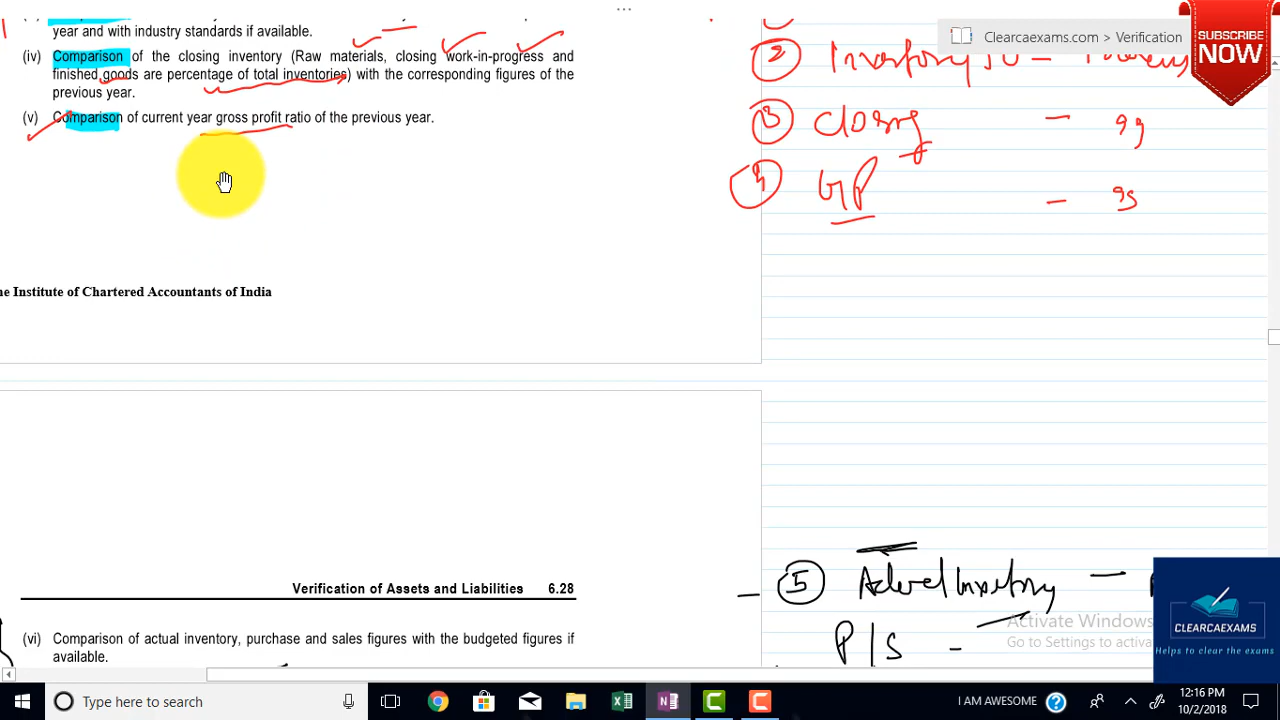 year and with industry standards if available.
(iv) Comparison of the closing inventory (Raw materials, closing work-in-progress and
finished goods are percentage of total inventories) with the corresponding figures of the
previous year.
(v) Comparison of current year gross profit ratio of the previous year.
he Institute of Chartered Accountants of India
Verification of Assets and Liabilities 6.28
(vi) Comparison of actual inventory, purchase and sales figures with the budgeted figures if
available.
② Inventory
③ closing —
④ GP —
⑤ Actual Inventory —
P/S —
Clearcaexams.com > Verification
SUBSCRIBE
NOW
Activate Windows
Go to Settings to activa
CLEARCAEXAMS
Helps to clear the exams
Type here to search
I AM AWESOME
12:16 PM
10/2/2018